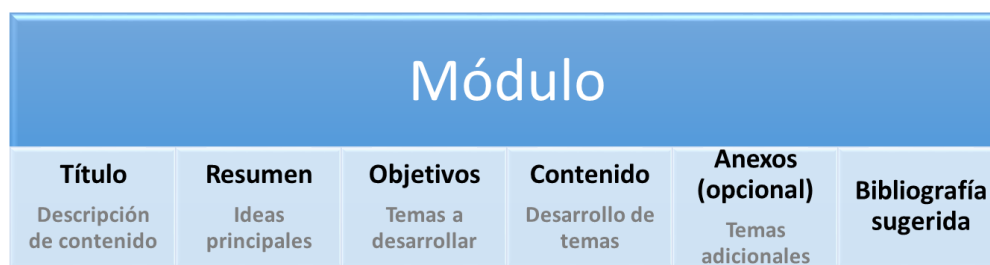 Módulo
Título
Descripción
de contenido
Resumen
Ideas
principales
Objetivos
Temas a
desarrollar
Contenido
Desarrollo de
temas
Anexos
(opcional)
Temas
adicionales
Bibliografía
sugerida